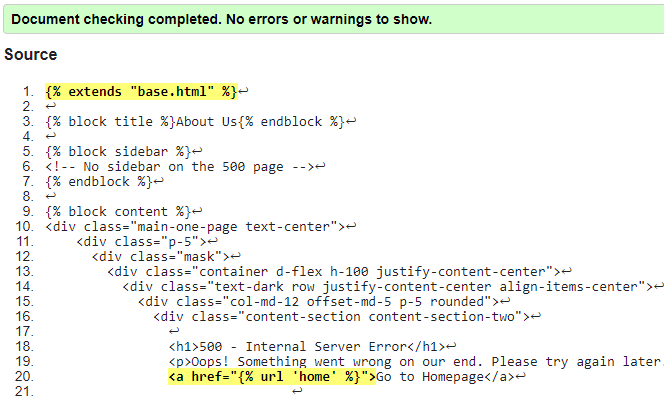 Document checking completed. No errors or warnings to show.
Source
1. {% extends "base.html" %}↩
2. ↩
3. {% block title %}About Us{% endblock %}↩
4. ↩
5. {% block sidebar %}↩
6. <!-- No sidebar on the 500 page -->↩
7. {% endblock %}↩
8. ↩
9. {% block content %}↩
10. <div class="main-one-page text-center">↩
11. <div class="p-5">↩
12. <div class="mask">↩
13. <div class="container d-flex h-100 justify-content-center">↩
14. <div class="text-dark row justify-content-center align-items-center">↩
15. <div class="col-md-12 offset-md-5 p-5 rounded">↩
16. <div class="content-section content-section-two">↩
17. ↩
18. <h1>500 - Internal Server Error</h1>↩
19. <p>Oops! Something went wrong on our end. Please try again later.
20. <a href="{% url 'home' %}">Go to Homepage</a>↩
21. ↩